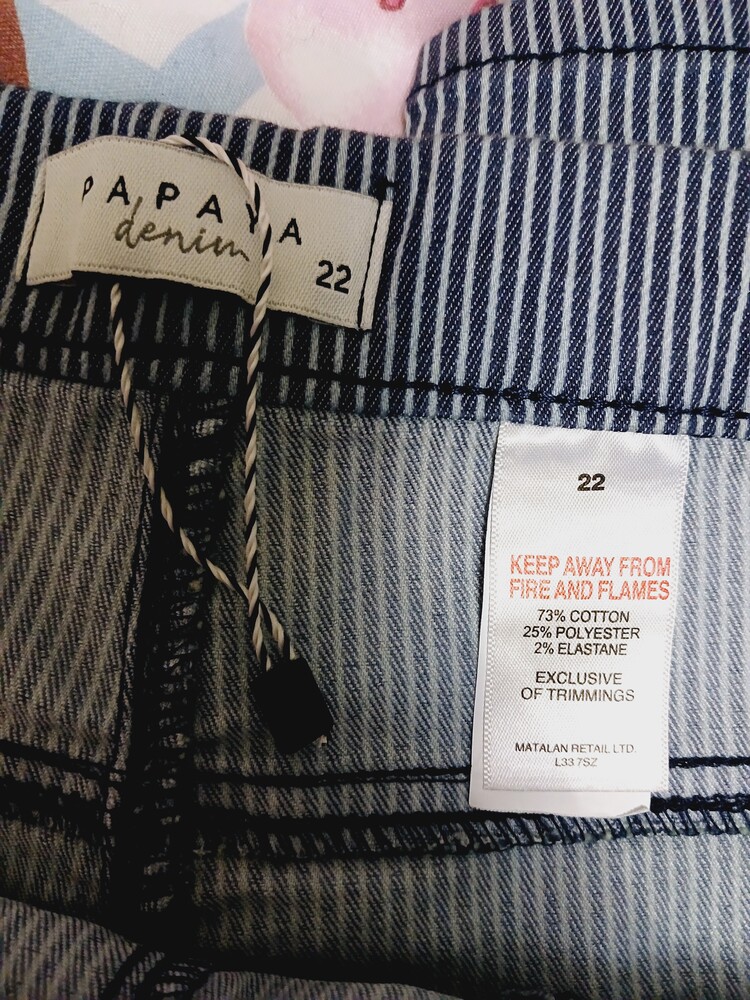 PAPAYA
denim
22
22
KEEP AWAY FROM
FIRE AND FLAMES
73% COTTON
25% POLYESTER
2% ELASTANE
EXCLUSIVE
OF TRIMMINGS
MATALAN RETAIL LTD.
L33 7SZ